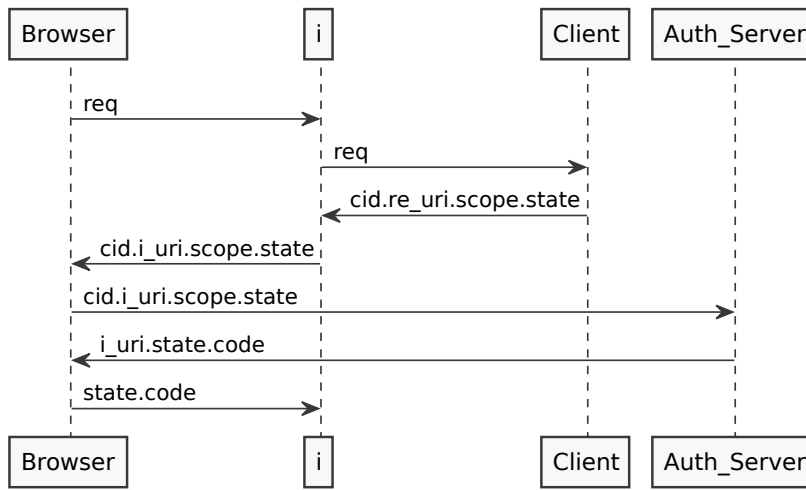 Browser i Client Auth_Server
req
req
cid.re_uri.scope.state
cid.i_uri.scope.state
cid.i_uri.scope.state
i_uri.state.code
state.code
Browser i Client Auth_Server